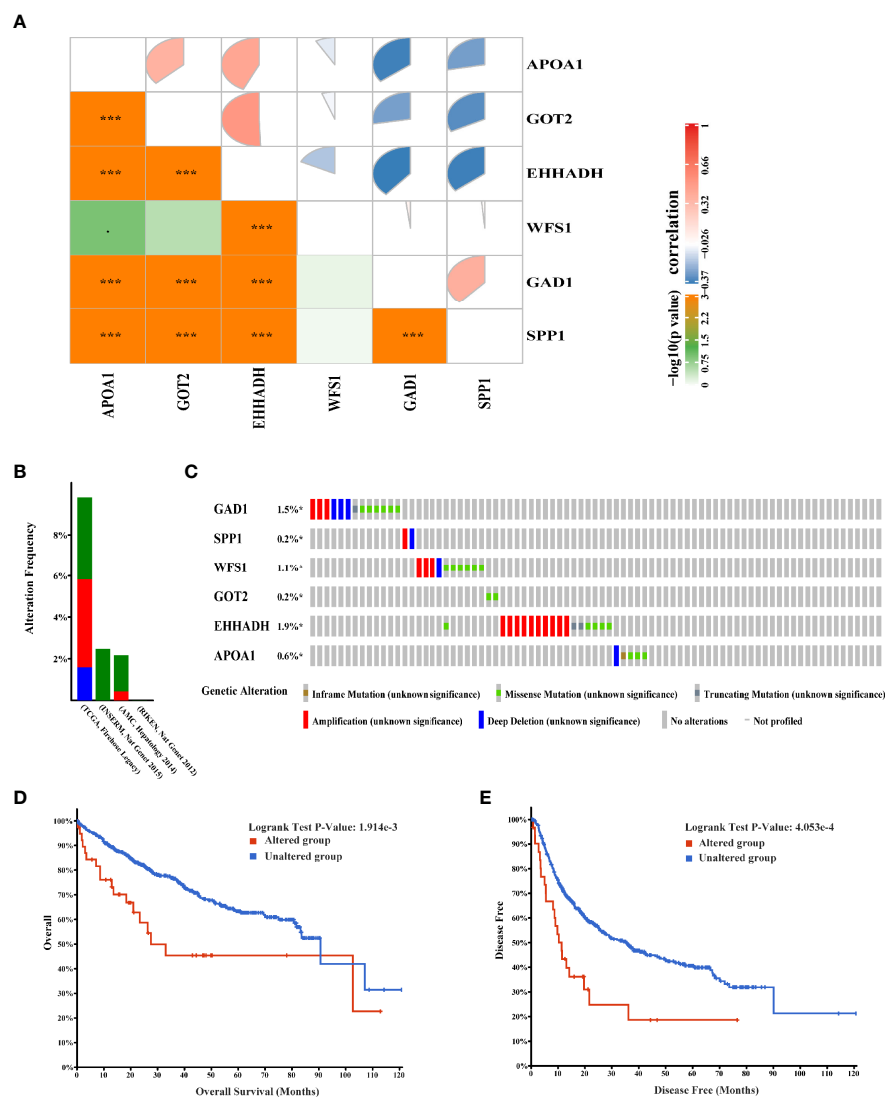 A
APOA1
GOT2
EHHADH
WFS1
GAD1
SPP1
***
*** ***
. ***
*** *** ***
*** *** *** ***
APOA1 GOT2 EHHADH WFS1 GAD1 SPP1
correlation
1
0.66
0.32
−0.026
−0.37
−log10(p value)
3
2.2
1.5
0.75
0
B
Alteration Frequency
8%
6%
4%
2%
(TCGA, Firehose Legacy)
(INSERM, Nat Genet 2015)
(AMC, Hepatology 2014)
(RIKEN, Nat Genet 2012)
C
GAD1 1.5%*
SPP1 0.2%*
WFS1 1.1%*
GOT2 0.2%*
EHHADH 1.9%*
APOA1 0.6%*
Genetic Alteration Inframe Mutation (unknown significance) Missense Mutation (unknown significance) Truncating Mutation (unknown significance)
Amplification (unknown significance) Deep Deletion (unknown significance) No alterations Not profiled
D
Logrank Test P-Value: 1.914e-3
Altered group
Unaltered group
Overall
100%
90%
80%
70%
60%
50%
40%
30%
20%
10%
0%
0 10 20 30 40 50 60 70 80 90 100 110 120
Overall Survival (Months)
E
Logrank Test P-Value: 4.053e-4
Altered group
Unaltered group
Disease Free
100%
90%
80%
70%
60%
50%
40%
30%
20%
10%
0%
0 10 20 30 40 50 60 70 80 90 100 110 120
Disease Free (Months)